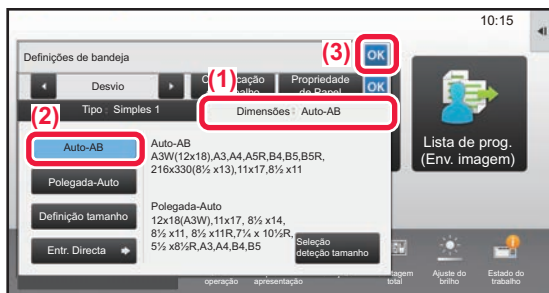 10:15
(3)
Definições de bandeja
OK
(1)
Desvio
Propriedade
de Papel
OK
(2)
Tipo : Simples 1
Dimensões : Auto-AB
Auto-AB
Auto-AB
A3W(12x18),A3,A4,A5R,B4,B5,B5R,
216x330(8½ x13),11x17,8½ x11
Polegada-Auto
Polegada-Auto
12x18(A3W),11x17, 8½ x14,
8½ x11, 8½ x11R,7¼ x 10½R,
5½ x8½R,A3,A4,B4,B5
Definição tamanho
Entr. Directa
Seleção
deteção tamanho
Lista de prog.
(Env. imagem)
operação
apresentação
total
Ajuste do
brilho
Estado do
trabalho